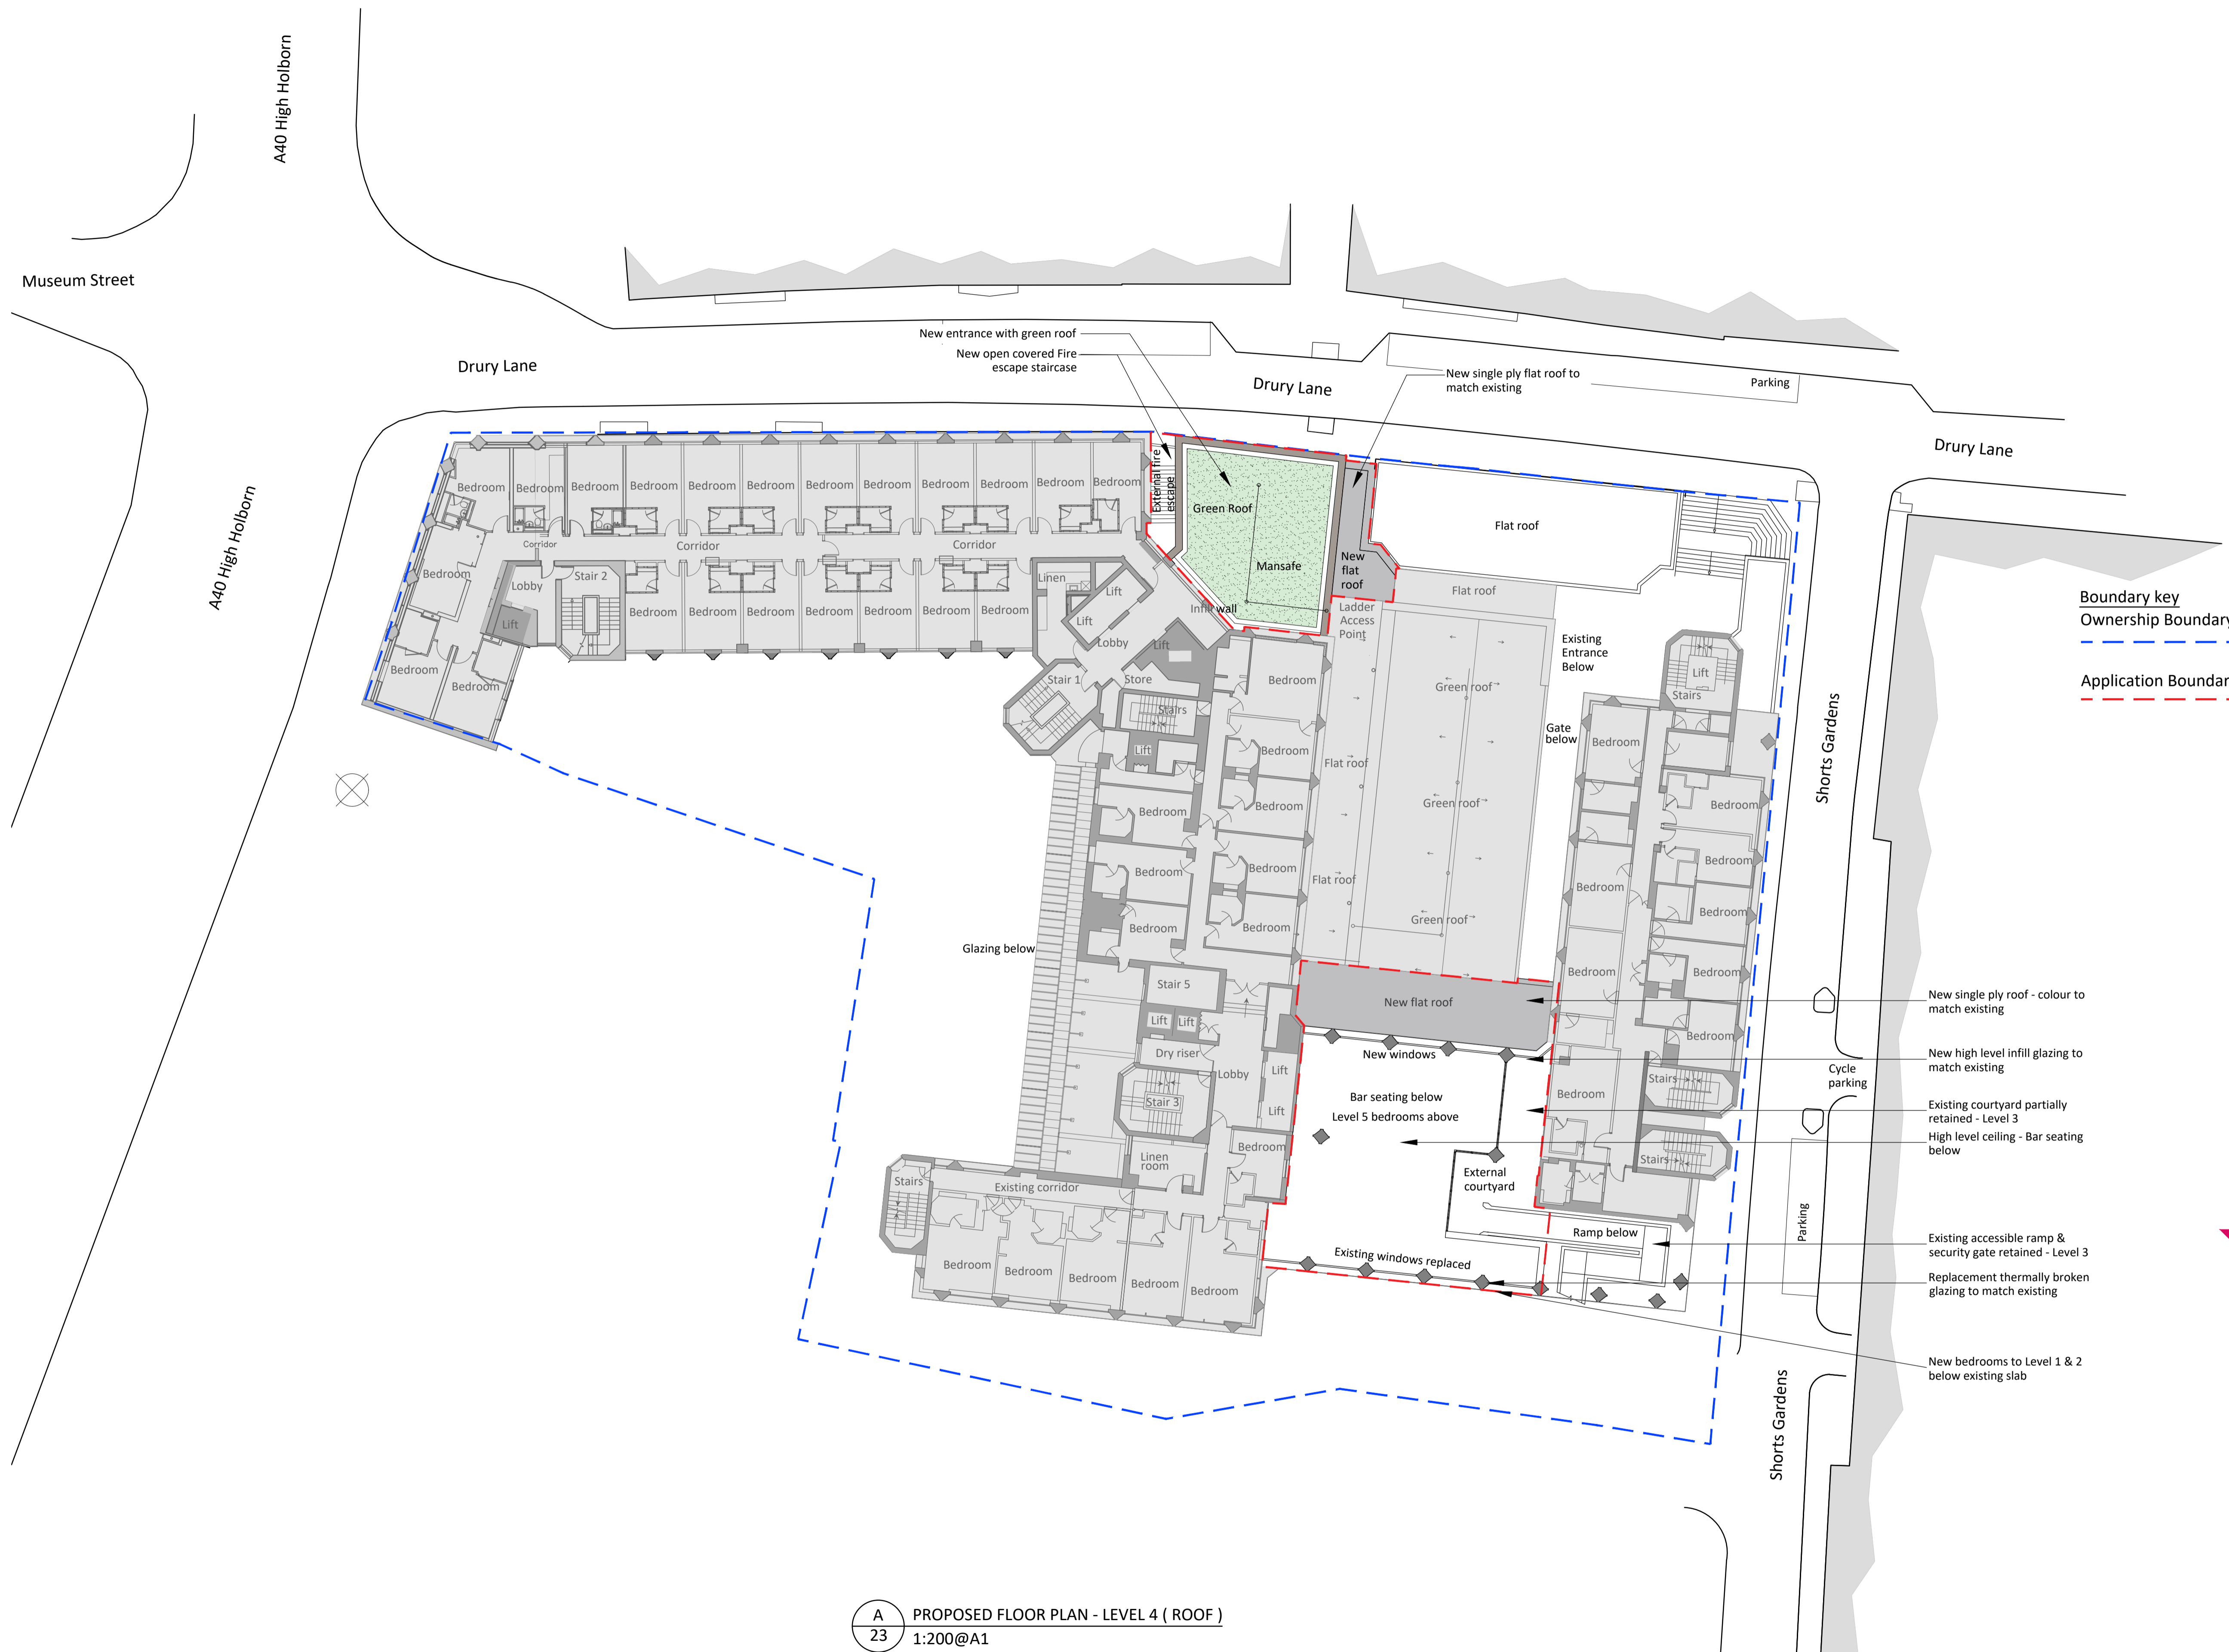 A40 High Holborn
Museum Street
New entrance with green roof
New open covered Fire
escape staircase
Drury Lane
Drury Lane
New single ply flat roof to
match existing
Parking
Drury Lane
A40 High Holborn
Bedroom
Bedroom
Bedroom
Bedroom
Bedroom
Bedroom
Bedroom
Bedroom
Bedroom
Bedroom
Bedroom
Bedroom
External fire
escape
Green Roof
Flat roof
Corridor
Corridor
Corridor
Mansafe
New
flat
roof
Bedroom
Lobby
Stair 2
Linen
Lift
Flat roof
Boundary key
Ownership Boundary
Application Boundar
Bedroom
Bedroom
Bedroom
Bedroom
Bedroom
Bedroom
Bedroom
Infill wall
Ladder
Access
Point
Lift
Lift
Lobby
Lift
Existing
Entrance
Below
Bedroom
Bedroom
Stair 1
Store
Bedroom
Green roof
Lift
Stairs
Stairs
Gate
below
Bedroom
Shorts Gardens
Lift
Bedroom
Flat roof
Bedroom
Bedroom
Green roof
Bedroom
Bedroom
Bedroom
Flat roof
Bedroom
Bedroom
Bedroom
Bedroom
Green roof
Bedroom
Glazing below
Bedroom
Bedroom
Stair 5
New flat roof
New single ply roof - colour to
match existing
Lift
Lift
Bedroom
Dry riser
New windows
New high level infill glazing to
match existing
Lobby
Lift
Stairs
Cycle
parking
Stair 3
Lift
Bar seating below
Level 5 bedrooms above
Bedroom
Existing courtyard partially
retained - Level 3
High level ceiling - Bar seating
below
Bedroom
Linen
room
Stairs
External
courtyard
Stairs
Existing corridor
Ramp below
Parking
Existing accessible ramp &
security gate retained - Level 3
Bedroom
Bedroom
Bedroom
Bedroom
Bedroom
Existing windows replaced
Replacement thermally broken
glazing to match existing
New bedrooms to Level 1 & 2
below existing slab
Shorts Gardens
A
23
PROPOSED FLOOR PLAN - LEVEL 4 ( ROOF )
1:200@A1